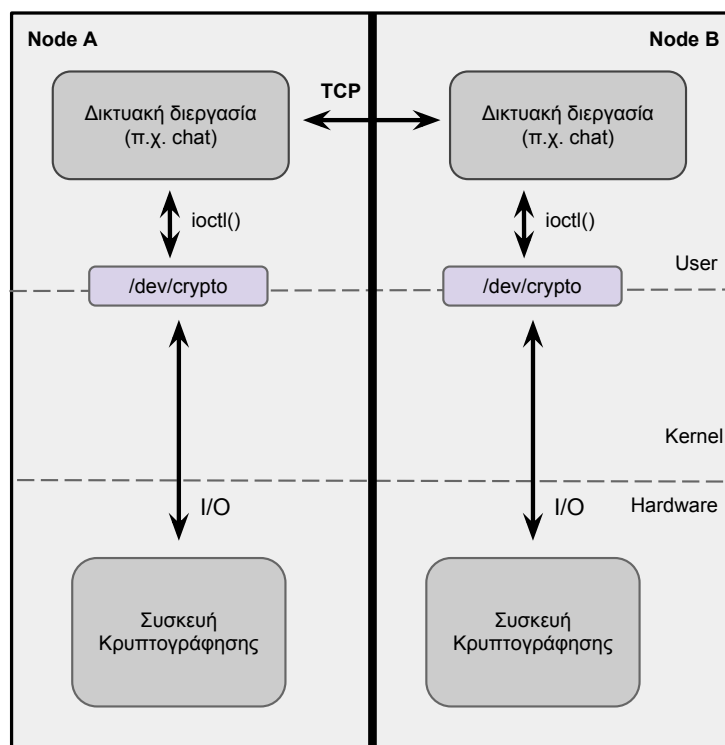 Node A
Node B
TCP
Δικτυακή διεργασία
(π.χ. chat)
Δικτυακή διεργασία
(π.χ. chat)
ioctl()
ioctl()
User
/dev/crypto
/dev/crypto
Kernel
Hardware
I/O
I/O
Συσκευή
Κρυπτογράφησης
Συσκευή
Κρυπτογράφησης